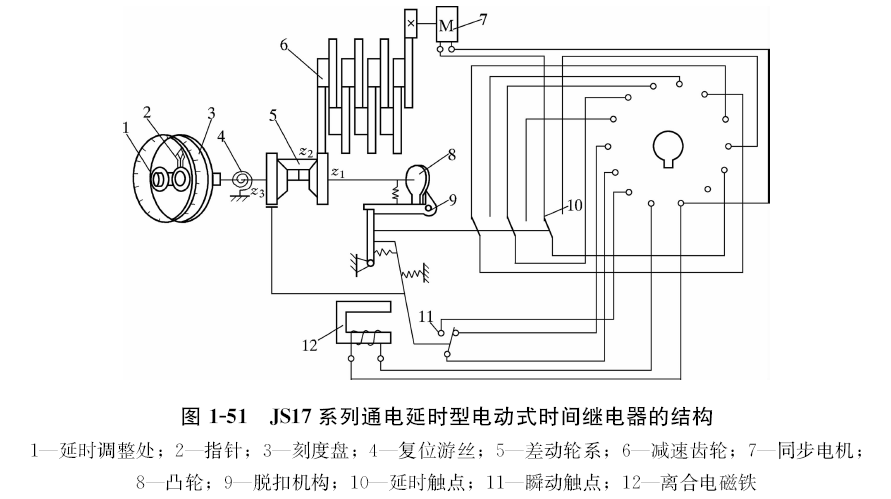 6
M
7
2
1
3
4
5
z₂
z₁
z₃
8
9
10
11
12
图 1-51 JS17 系列通电延时型电动式时间继电器的结构
1—延时调整处；2—指针；3—刻度盘；4—复位游丝；5—差动轮系；6—减速齿轮；7—同步电机；
8—凸轮；9—脱扣机构；10—延时触点；11—瞬动触点；12—离合电磁铁